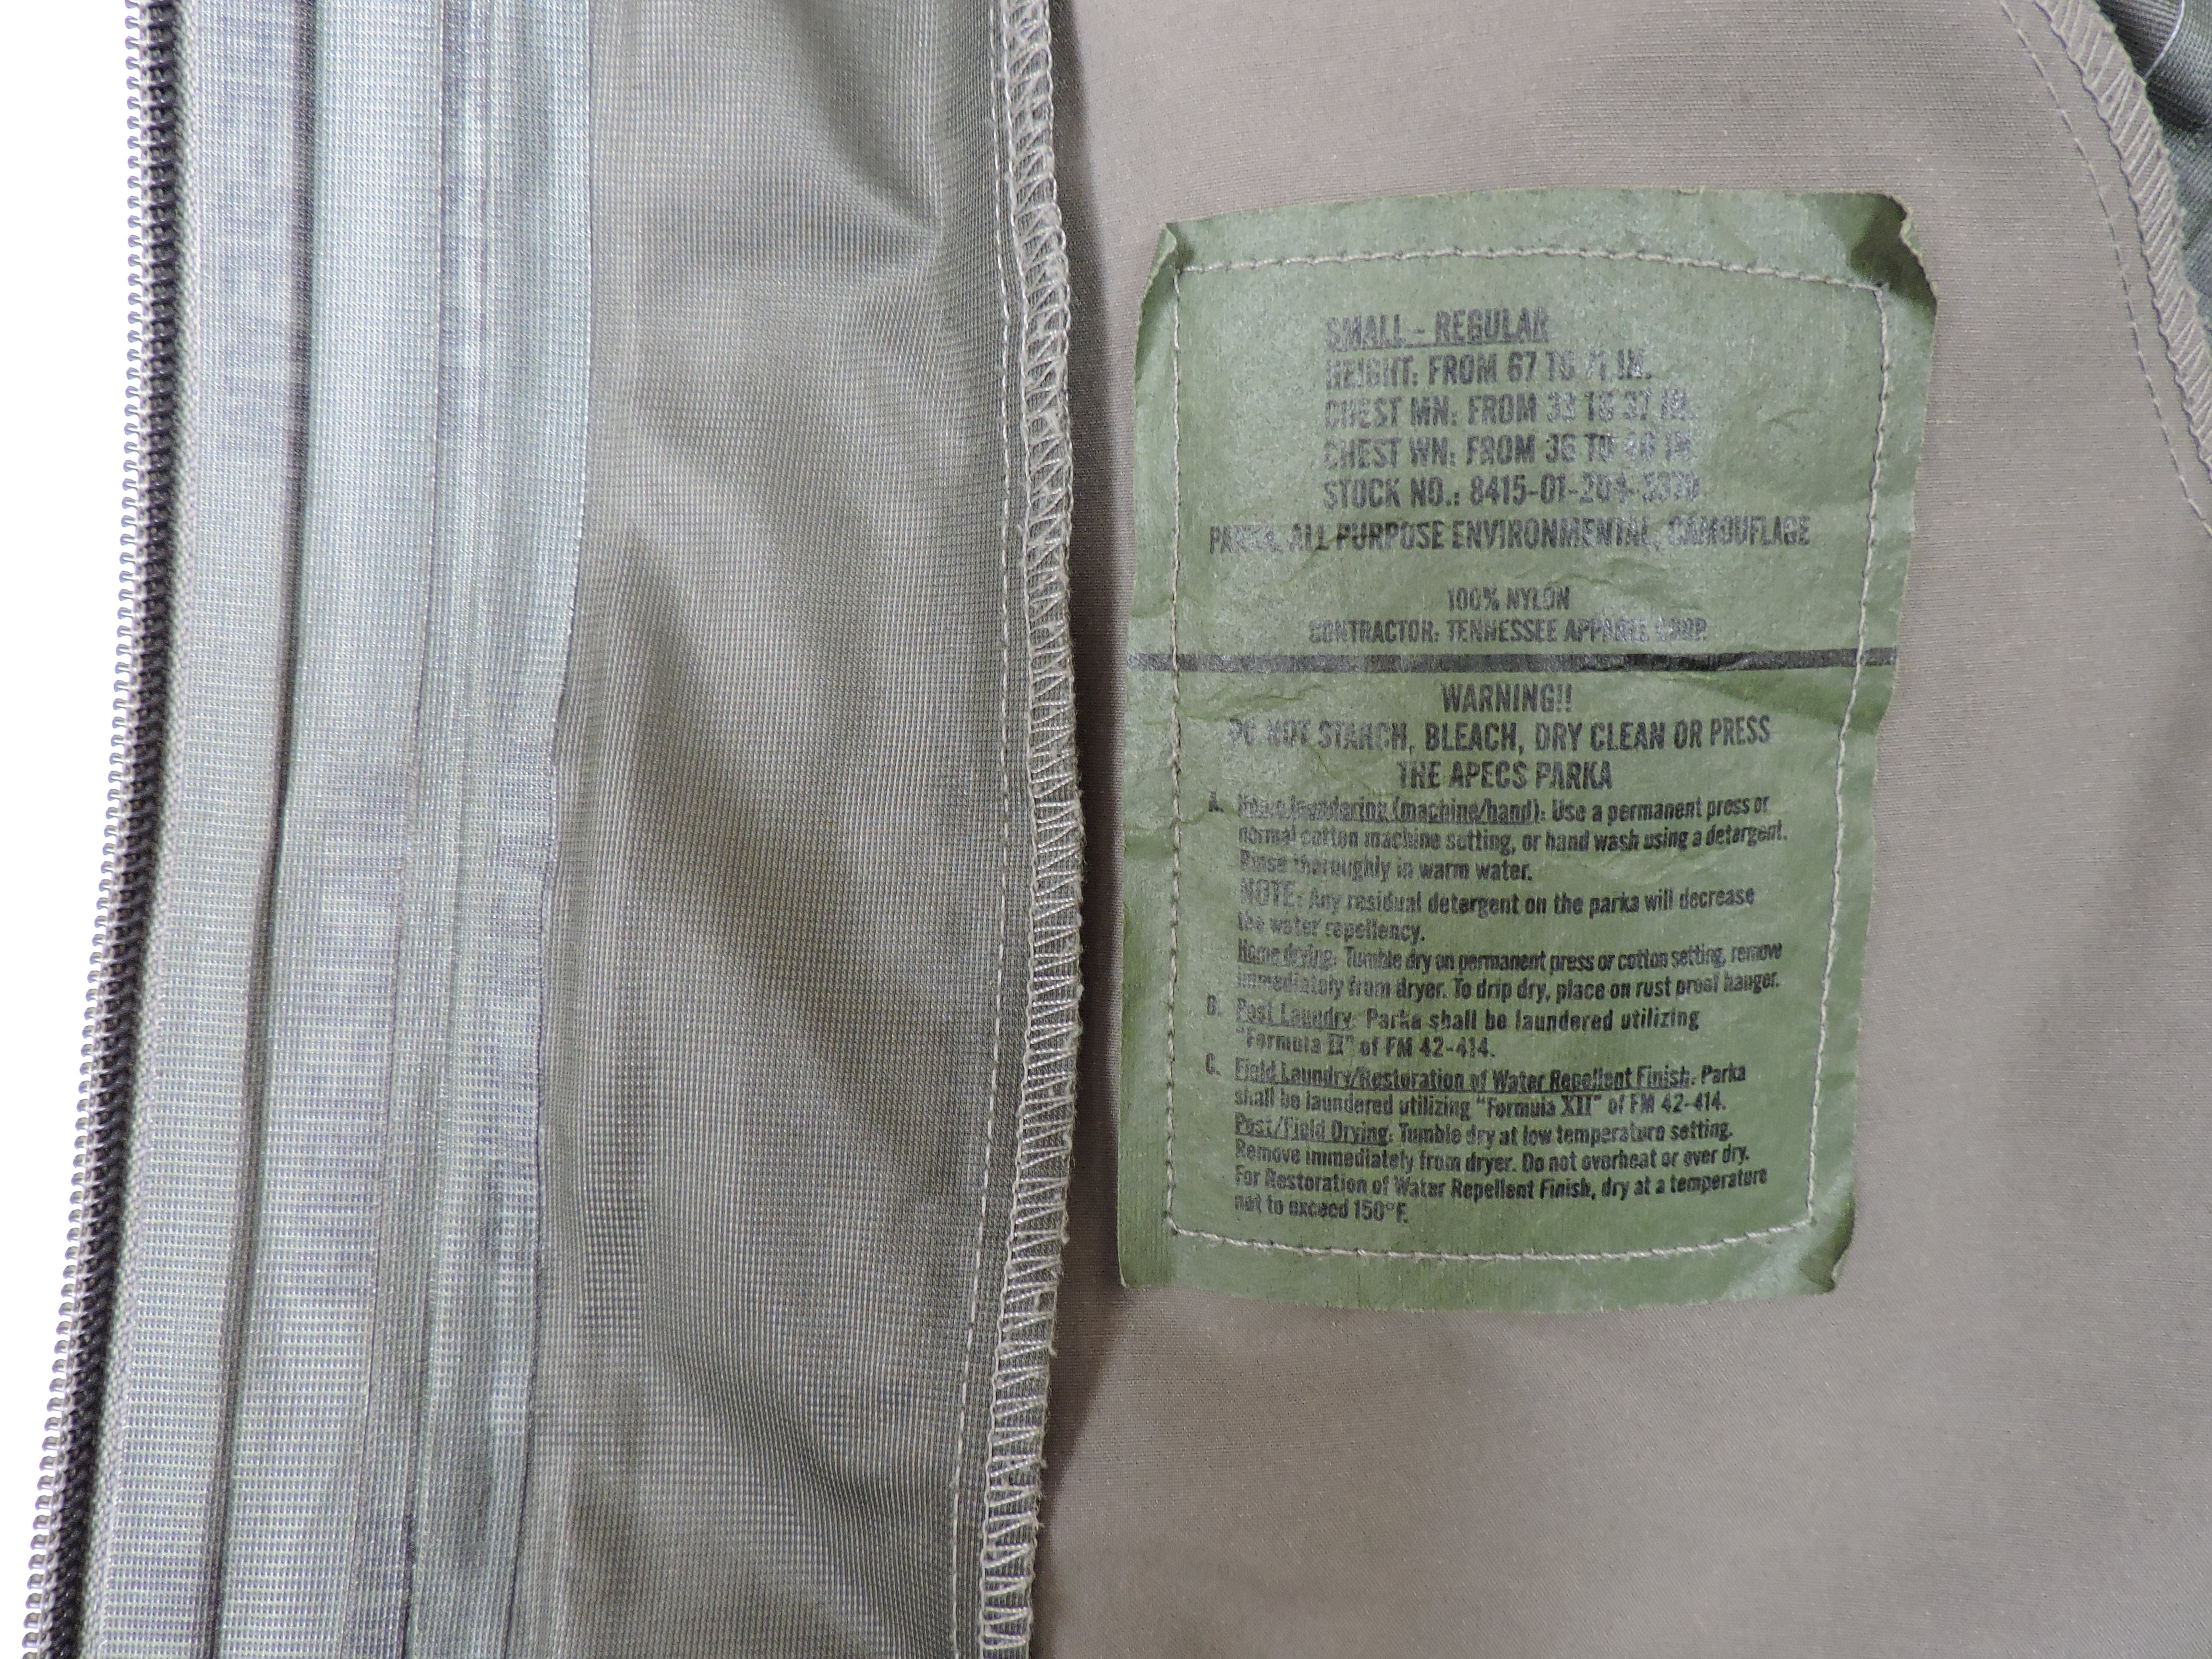 SMALL - REGULAR
HEIGHT: FROM 67 TO 71 IN.
CHEST MN: FROM 33 TO 37 IN.
CHEST WN: FROM 36 TO IN.
STOCK NO.: 8415-01-
PARKA, ALL PURPOSE ENVIRONMENTAL, CAMOUFLAGE
100% NYLON
CONTRACTOR: TENNESSEE APPAREL CORP.
WARNING!!
DO NOT STARCH, BLEACH, DRY CLEAN OR PRESS
THE APECS PARKA
A. Home laundering (machine/hand): Use a permanent press or
normal cotton machine setting, or hand wash using a detergent.
Rinse thoroughly in warm water.
NOTE: Any residual detergent on the parka will decrease
the water repellency.
Home drying: Tumble dry on permanent press or cotton setting, remove
immediately from dryer. To drip dry, place on rust proof hanger.
B. Post Laundry: Parka shall be laundered utilizing
"Formula II" of FM 42-414.
C. Field Laundry/Restoration of Water Repellent Finish. Parka
shall be laundered utilizing "Formula XII" of FM 42-414.
Post/Field Drying: Tumble dry at low temperature setting.
Remove immediately from dryer. Do not overheat or over dry.
For Restoration of Water Repellent Finish, dry at a temperature
not to exceed 150°F.